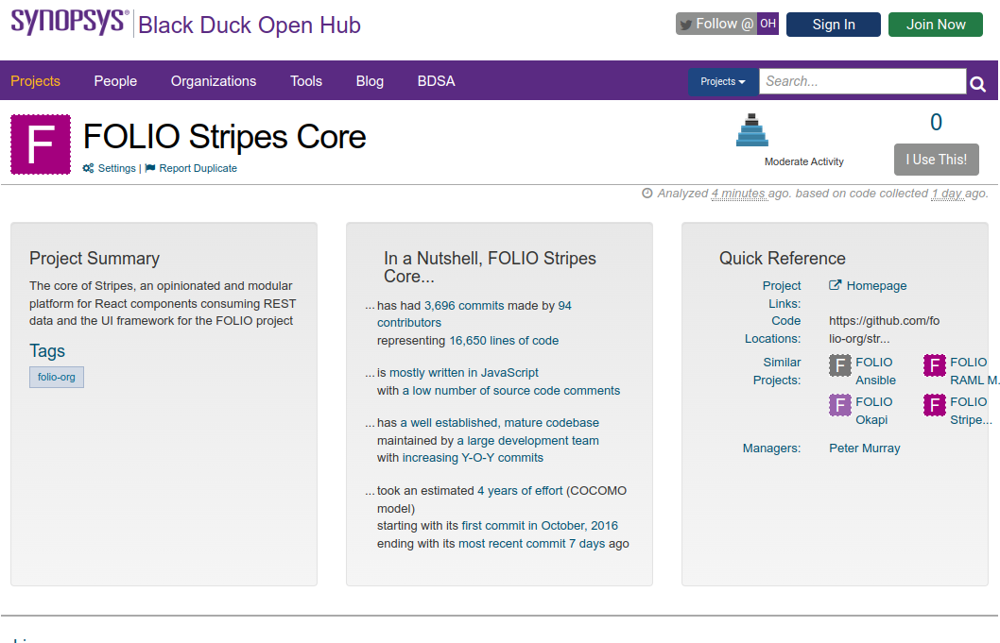 SYNOPSYS® Black Duck Open Hub
Follow @ OH
Sign In
Join Now
Projects People Organizations Tools Blog BDSA
Projects
Search...
F
FOLIO Stripes Core
Settings | Report Duplicate
Moderate Activity
0
I Use This!
Analyzed 4 minutes ago. based on code collected 1 day ago.
Project Summary
The core of Stripes, an opinionated and modular
platform for React components consuming REST
data and the UI framework for the FOLIO project
Tags
folio-org
In a Nutshell, FOLIO Stripes
Core...
...has had 3,696 commits made by 94
contributors
representing 16,650 lines of code
...is mostly written in JavaScript
with a low number of source code comments
...has a well established, mature codebase
maintained by a large development team
with increasing Y-O-Y commits
...took an estimated 4 years of effort (COCOMO
model)
starting with its first commit in October, 2016
ending with its most recent commit 7 days ago
Quick Reference
Project
Links:
Homepage
Code
Locations:
https://github.com/fo
lio-org/str...
Similar
Projects:
F FOLIO
Ansible
F FOLIO
RAML M.
F FOLIO
Okapi
F FOLIO
Stripe...
Managers: Peter Murray